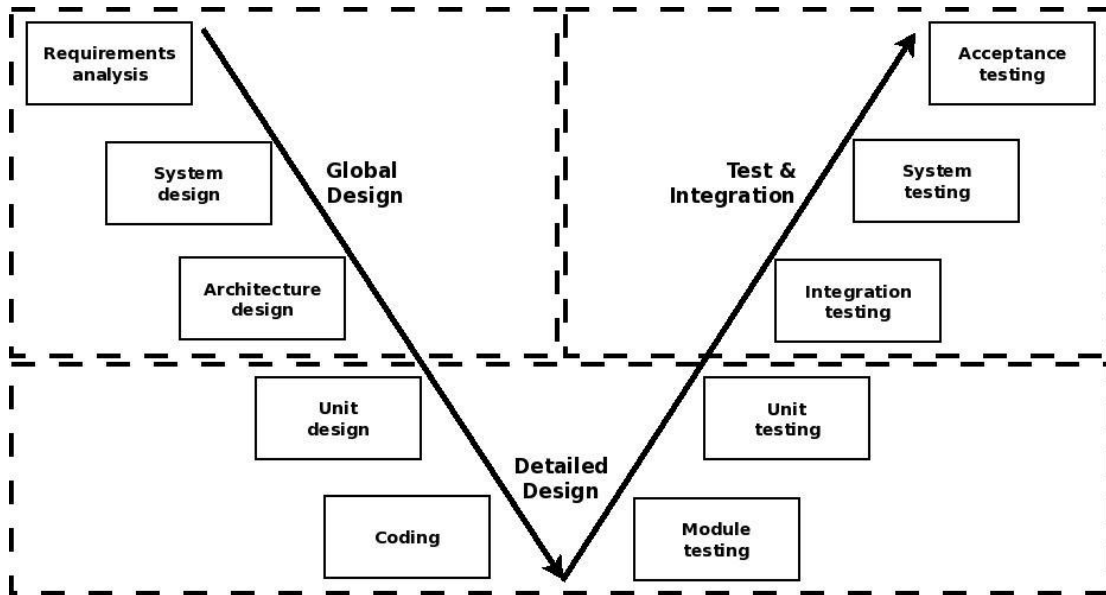 Requirements
analysis
System
design
Architecture
design
Unit
design
Coding
Global
Design
Detailed
Design
Test &
Integration
Acceptance
testing
System
testing
Integration
testing
Unit
testing
Module
testing